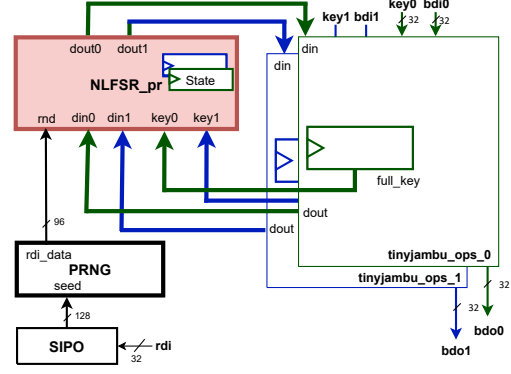 key0 bdi0
key1 bdi1
32
32
dout0 dout1
din
NLFSR_pr
State
din
rnd din0 din1 key0 key1
full_key
dout
dout
96
rdi_data
PRNG
seed
tinyjambu_ops_0
tinyjambu_ops_1
32
32
128
bdo0
bdo1
SIPO
rdi
32